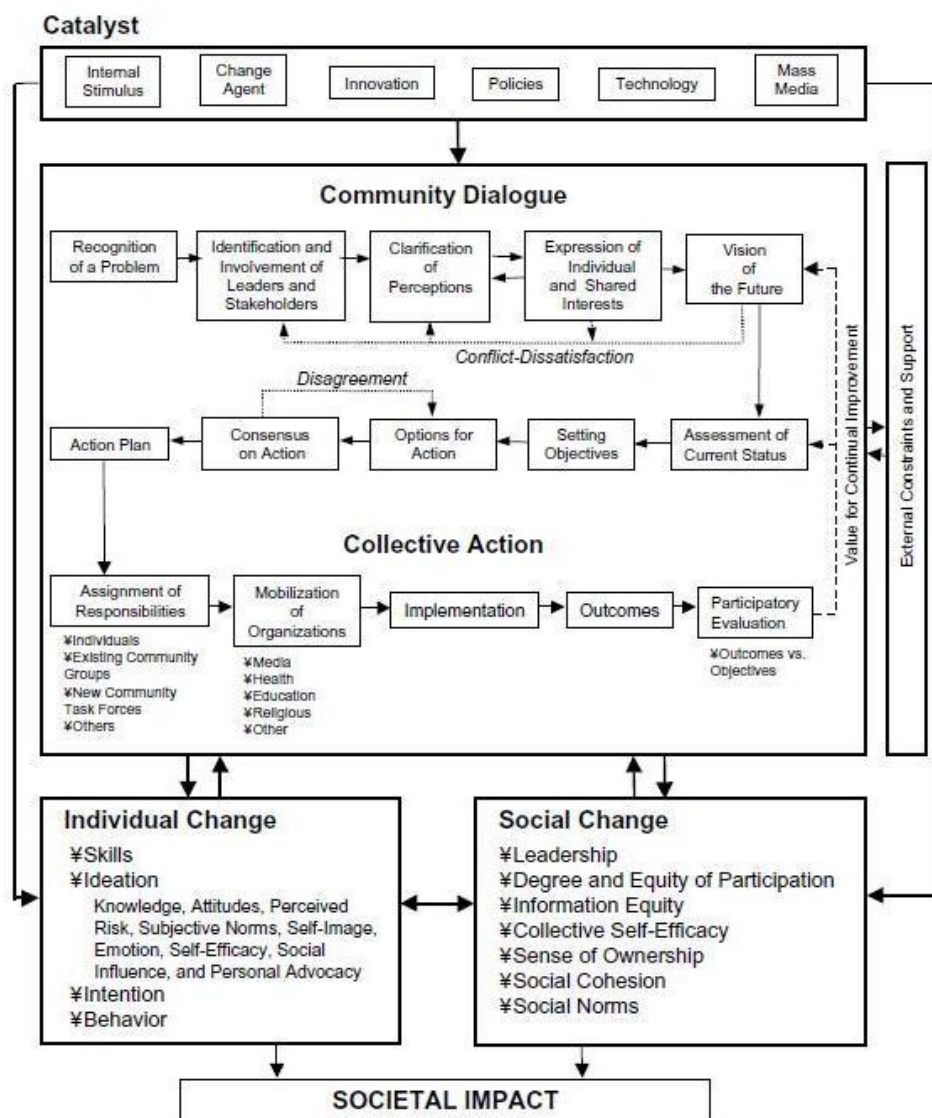 Catalyst
Internal
Stimulus
Change
Agent
Innovation
Policies
Technology
Mass
Media
Community Dialogue
Recognition
of a Problem
Identification and
Involvement of
Leaders and
Stakeholders
Clarification
of
Perceptions
Expression of
Individual
and Shared
Interests
Vision
of
the Future
Conflict-Dissatisfaction
Disagreement
Action Plan
Consensus
on Action
Options for
Action
Setting
Objectives
Assessment of
Current Status
Value for Continual Improvement
External Constraints and Support
Collective Action
Assignment of
Responsibilities
¥Individuals
¥Existing Community
Groups
¥New Community
Task Forces
¥Others
Mobilization
of
Organizations
¥Media
¥Health
¥Education
¥Religious
¥Other
Implementation
Outcomes
Participatory
Evaluation
¥Outcomes vs.
Objectives
Individual Change
¥Skills
¥Ideation
Knowledge, Attitudes, Perceived
Risk, Subjective Norms, Self-Image,
Emotion, Self-Efficacy, Social
Influence, and Personal Advocacy
¥Intention
¥Behavior
Social Change
¥Leadership
¥Degree and Equity of Participation
¥Information Equity
¥Collective Self-Efficacy
¥Sense of Ownership
¥Social Cohesion
¥Social Norms
SOCIETAL IMPACT